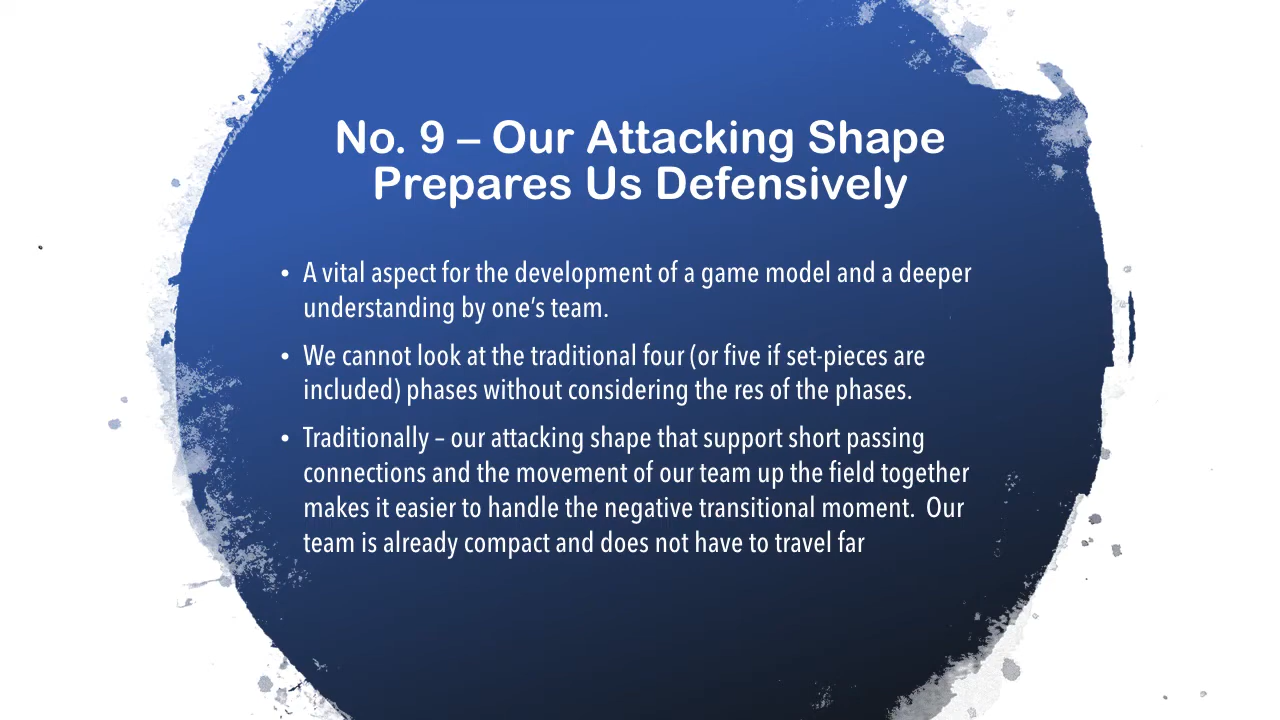 No. 9 – Our Attacking Shape
Prepares Us Defensively
• A vital aspect for the development of a game model and a deeper
understanding by one’s team.
• We cannot look at the traditional four (or five if set-pieces are
included) phases without considering the res of the phases.
• Traditionally – our attacking shape that support short passing
connections and the movement of our team up the field together
makes it easier to handle the negative transitional moment.  Our
team is already compact and does not have to travel far